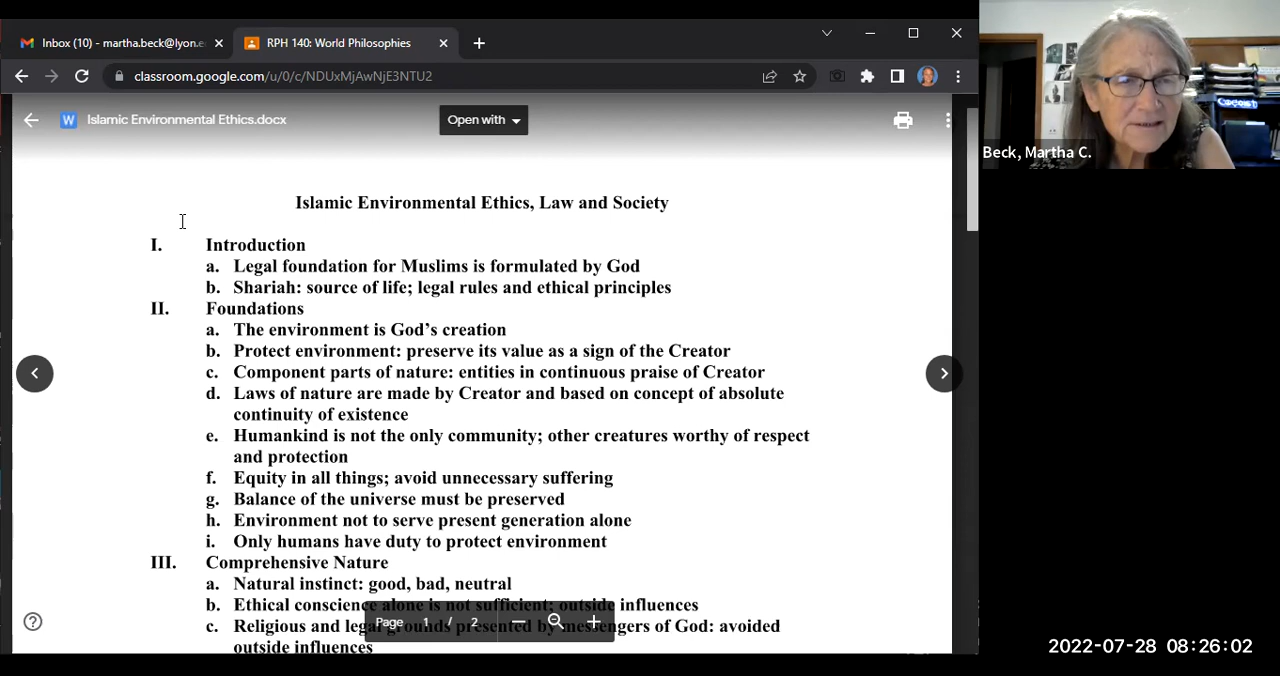 Inbox (10) - martha.beck@lyon.e
RPH 140: World Philosophies
classroom.google.com/u/0/c/NDUxMjAwNjE3NTU2
W Islamic Environmental Ethics.docx
Open with
Beck, Martha C.
Islamic Environmental Ethics, Law and Society
I. Introduction
a. Legal foundation for Muslims is formulated by God
b. Shariah: source of life; legal rules and ethical principles
II. Foundations
a. The environment is God's creation
b. Protect environment: preserve its value as a sign of the Creator
c. Component parts of nature: entities in continuous praise of Creator
d. Laws of nature are made by Creator and based on concept of absolute
continuity of existence
e. Humankind is not the only community; other creatures worthy of respect
and protection
f. Equity in all things; avoid unnecessary suffering
g. Balance of the universe must be preserved
h. Environment not to serve present generation alone
i. Only humans have duty to protect environment
III. Comprehensive Nature
a. Natural instinct: good, bad, neutral
b. Ethical conscience alone is not sufficient; outside influences
c. Religious and legal grounds presented by messengers of God: avoided
outside influences
Page 1 / 2
2022-07-28 08:26:02